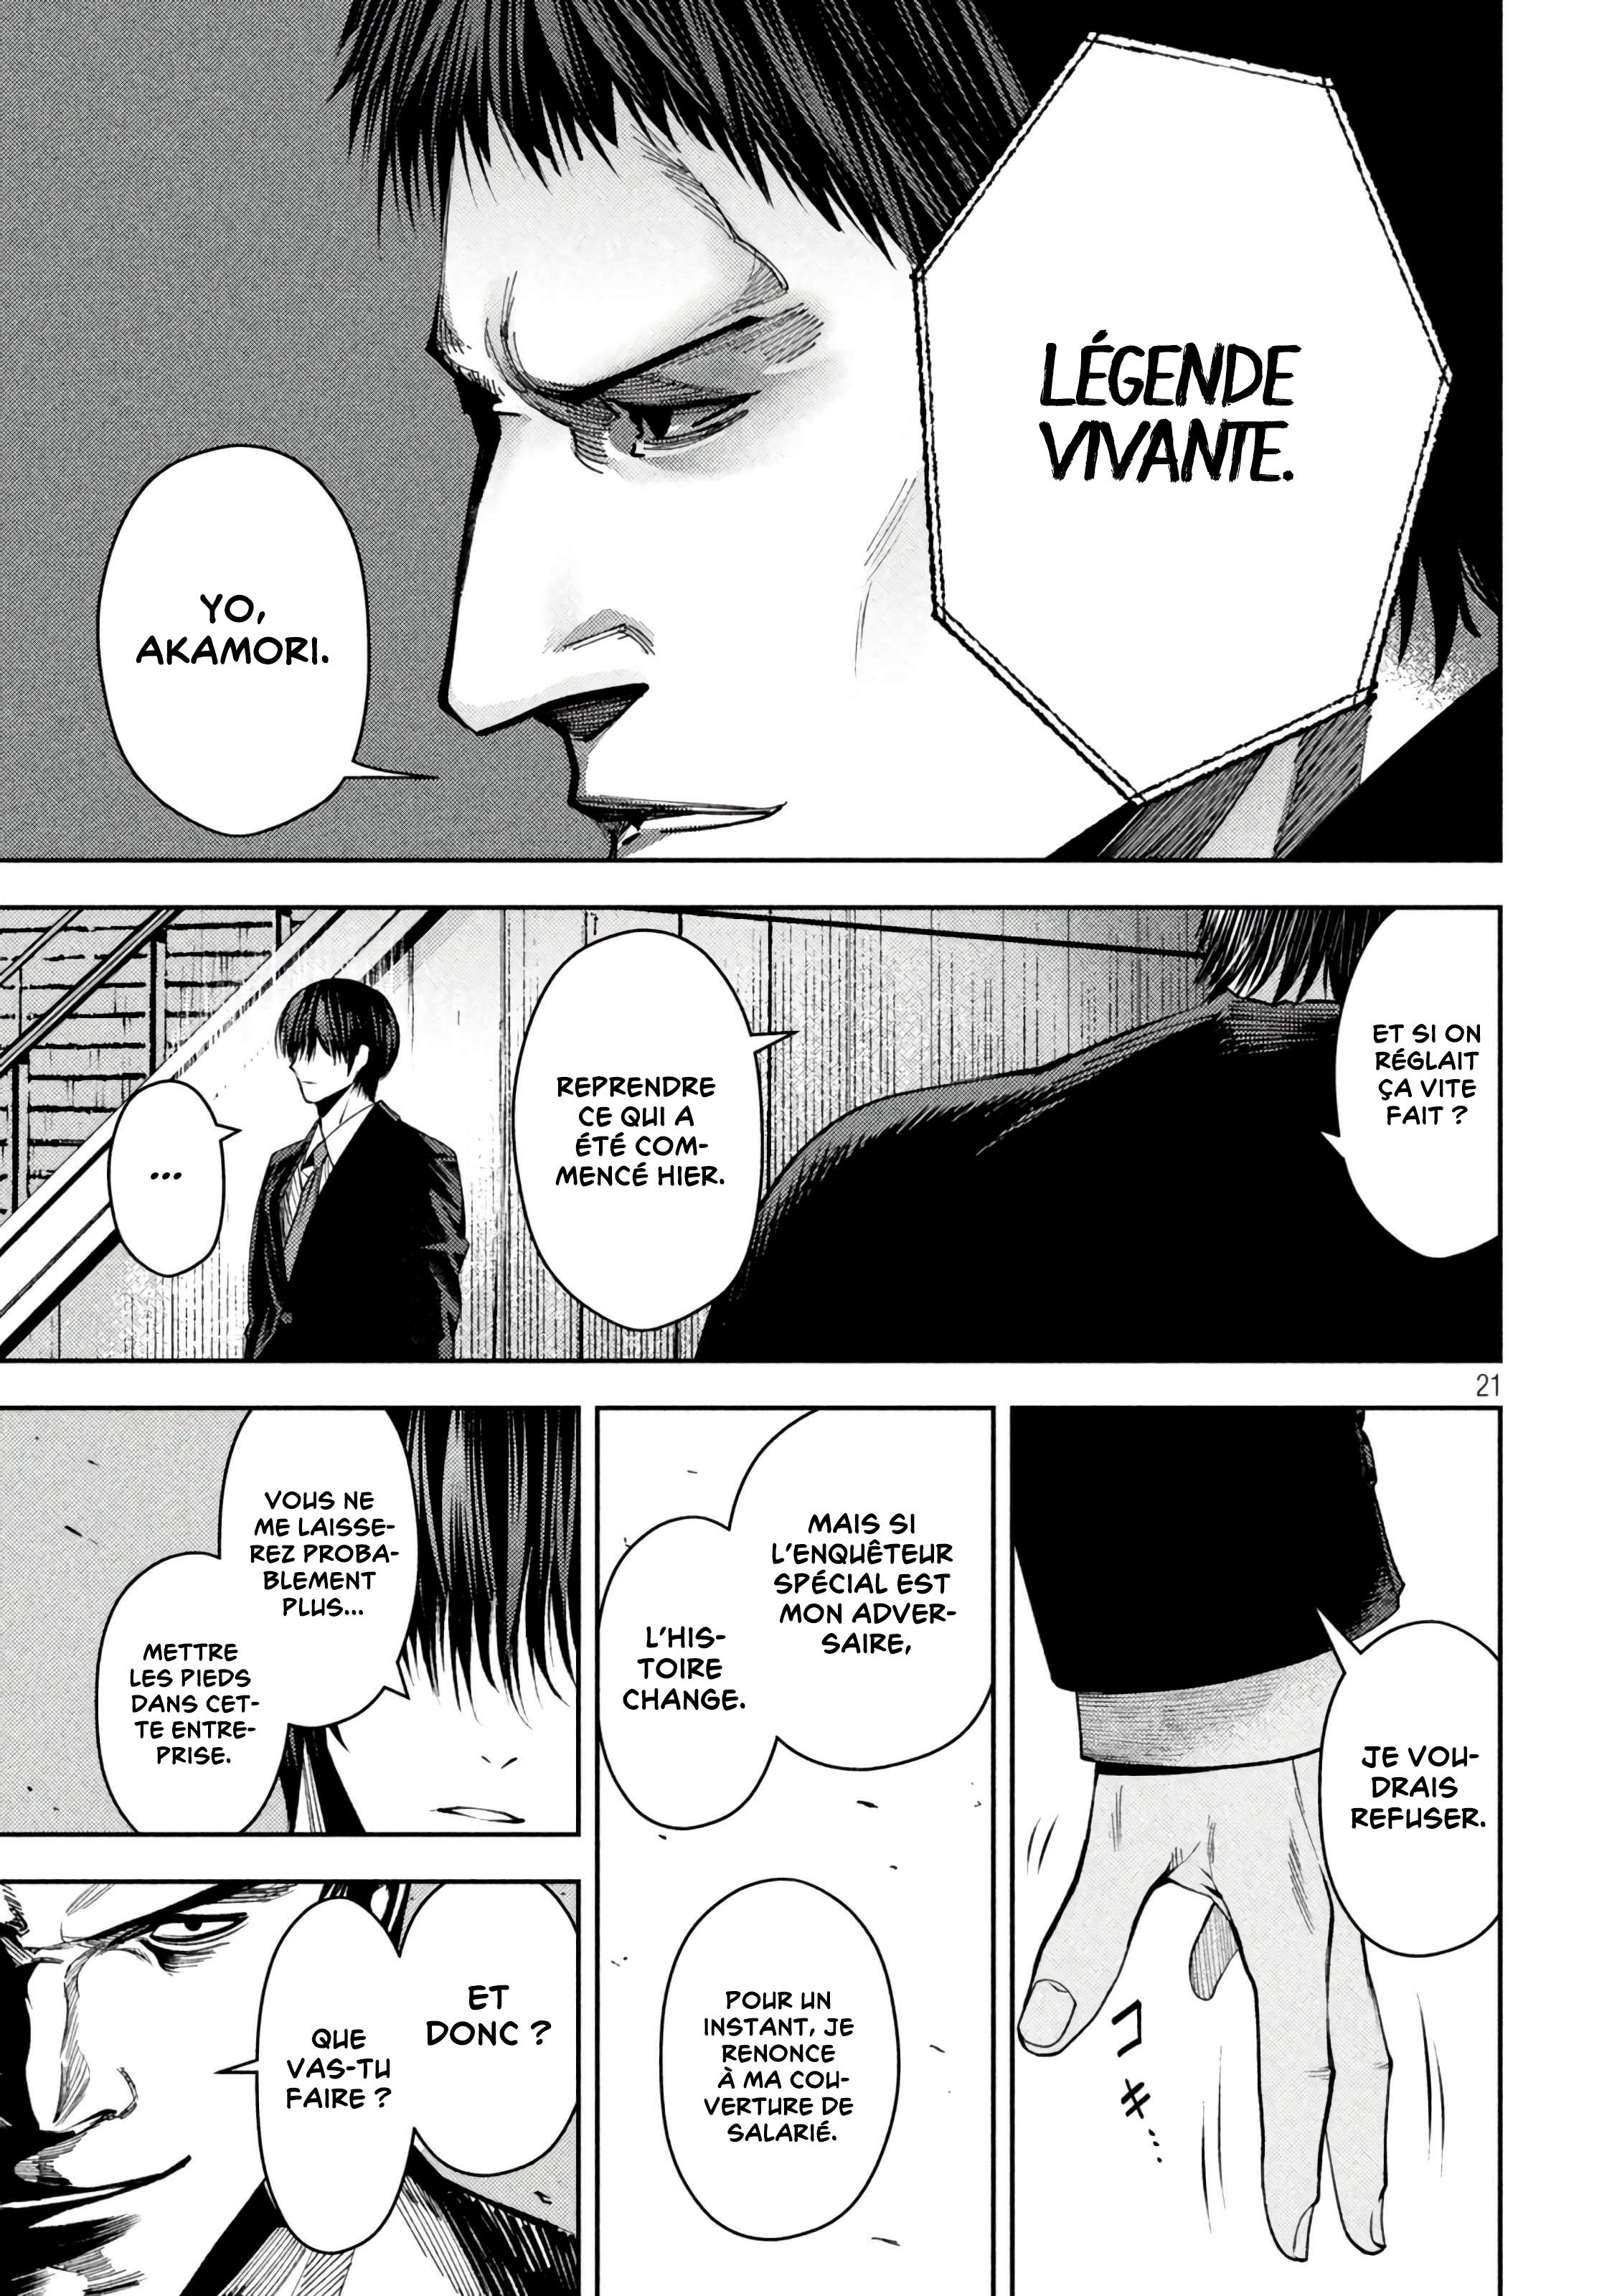 LÉGENDE
VIVANTE.
YO,
AKAMORI.
ET SI ON
RÉGLAIT
ÇA VITE
FAIT ?
REPRENDRE
CE QUI A
ÉTÉ COM-
MENCÉ HIER.
...
21
JE VOU-
DRAIS
REFUSER.
コキ…
MAIS SI
L'ENQUÊTEUR
SPÉCIAL EST
MON ADVER-
SAIRE,
L'HIS-
TOIRE
CHANGE.
POUR UN
INSTANT, JE
RENONCE
À MA COU-
VERTURE DE
SALARIÉ.
VOUS NE
ME LAISSE-
REZ PROBA-
BLEMENT
PLUS...
METTRE
LES PIEDS
DANS CET-
TE ENTRE-
PRISE.
ET
DONC ?
QUE
VAS-TU
FAIRE ?